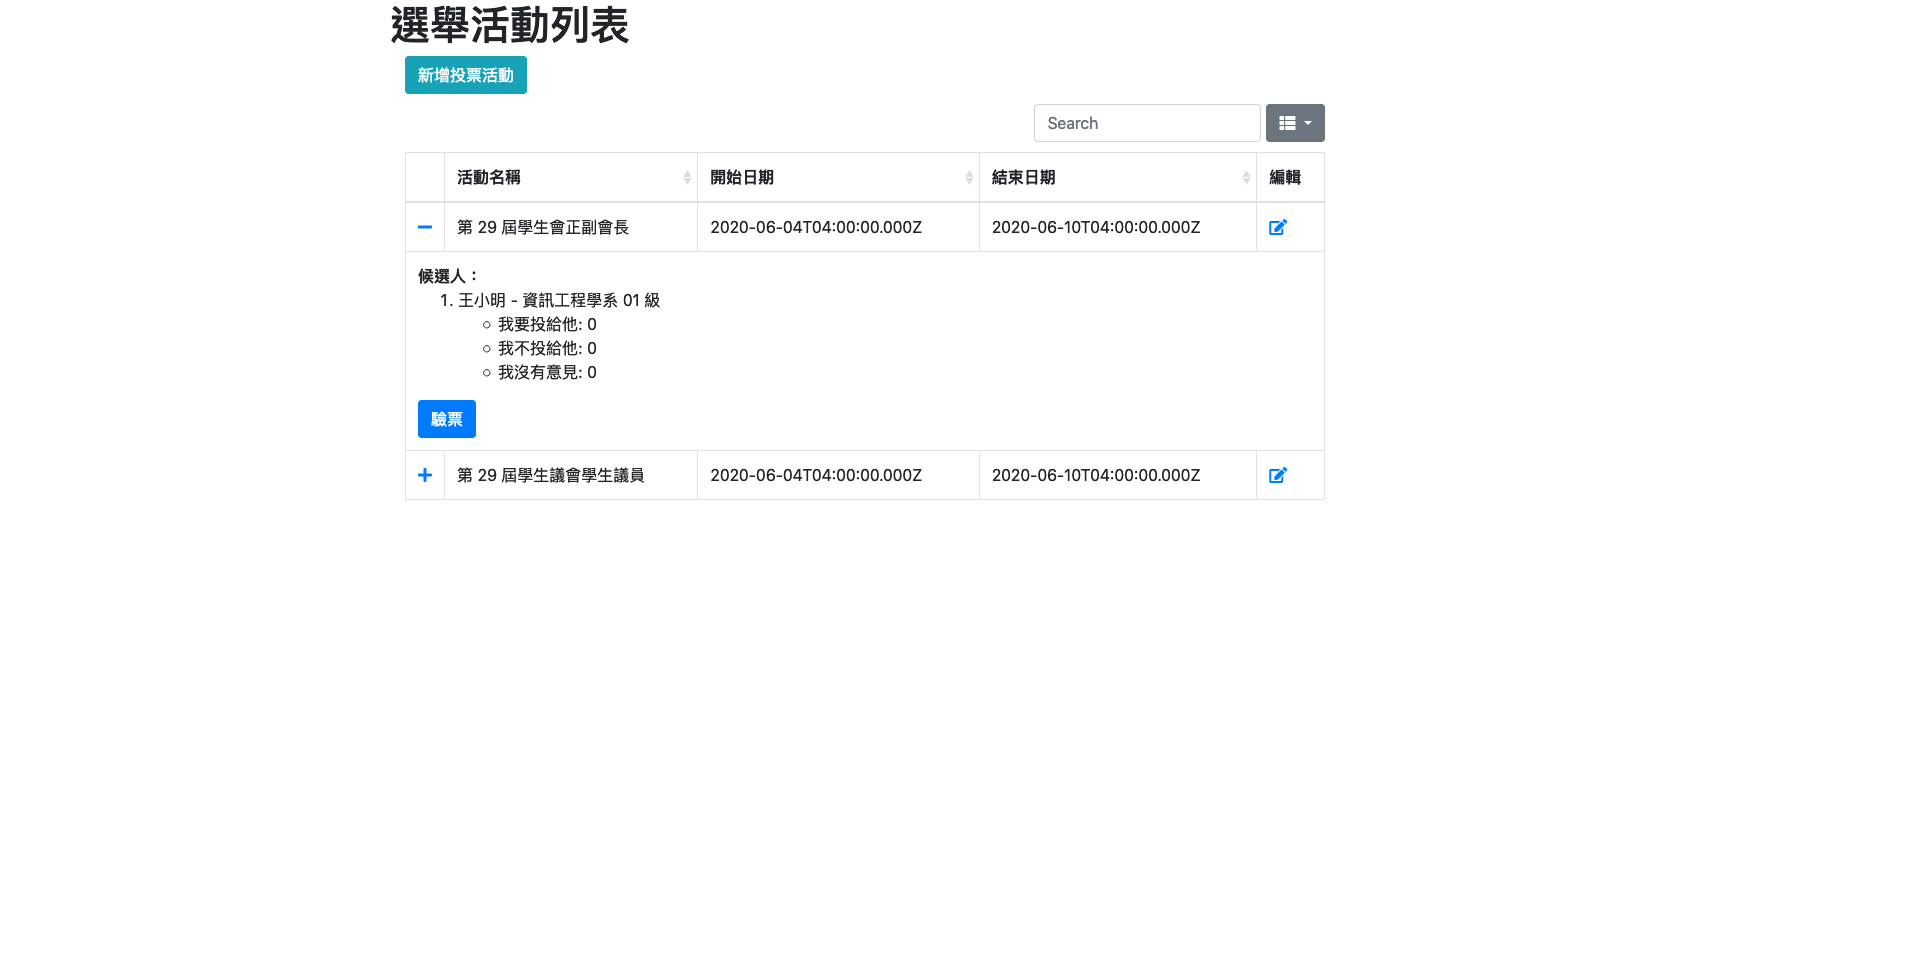 選舉活動列表
新增投票活動
Search
活動名稱 開始日期 結束日期 編輯
第 29 屆學生會正副會長 2020-06-04T04:00:00.000Z 2020-06-10T04:00:00.000Z
候選人：
1. 王小明 - 資訊工程學系 01 級
我要投給他: 0
我不投給他: 0
我沒有意見: 0
驗票
第 29 屆學生議會學生議員 2020-06-04T04:00:00.000Z 2020-06-10T04:00:00.000Z